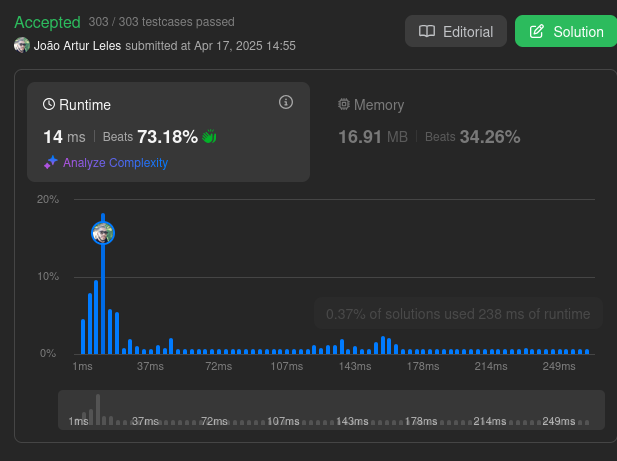 Accepted 303 / 303 testcases passed
João Artur Leles submitted at Apr 17, 2025 14:55
Editorial
Solution
Runtime
14 ms | Beats 73.18%
Analyze Complexity
Memory
16.91 MB | Beats 34.26%
20%
10%
0%
0.37% of solutions used 238 ms of runtime
1ms 37ms 72ms 107ms 143ms 178ms 214ms 249ms
1ms 37ms 72ms 107ms 143ms 178ms 214ms 249ms